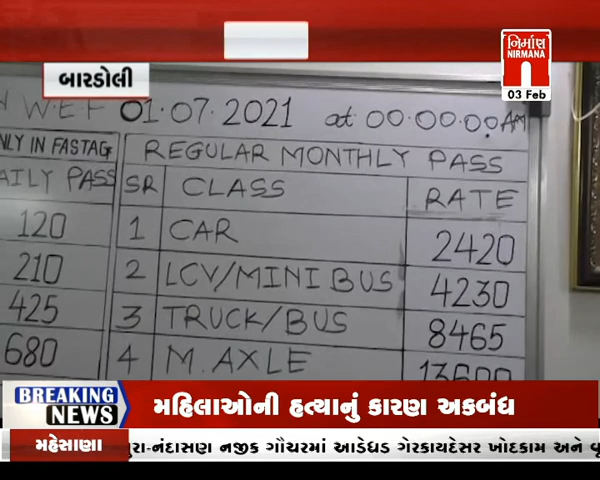 નિર્માણ
NIRMANA
03 Feb
બારડોલી
W.E.F 01.07.2021 at 00:00:00 AM
NLY IN FASTAG
REGULAR MONTHLY PASS
AILY PASS
SR CLASS RATE
120 1 CAR 2420
210 2 LCV/MINI BUS 4230
425 3 TRUCK/BUS 8465
680 4 M.AXLE 13600
BREAKING NEWS
મહિલાઓની હત્યાનું કારણ અકબંધ
મહેસાણા
પુરા-નંદાસણ નજીક ગૌચરમાં આડેધડ ગેરકાયદેસર ખોદકામ અને